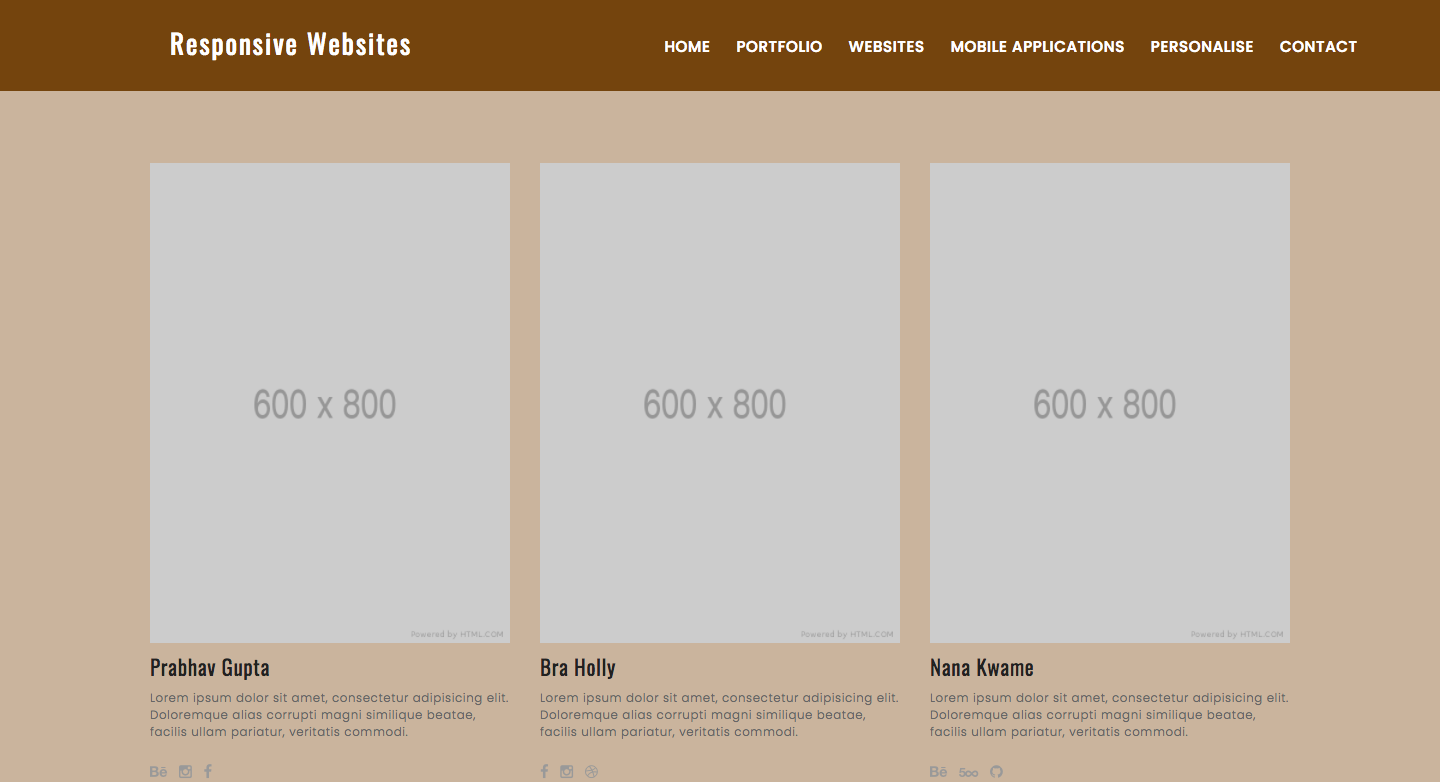 Responsive Websites
HOME PORTFOLIO WEBSITES MOBILE APPLICATIONS PERSONALISE CONTACT
600 x 800
Powered by HTML.COM
Prabhav Gupta
Lorem ipsum dolor sit amet, consectetur adipisicing elit.
Doloremque alias corrupti magni similique beatae,
facilis ullam pariatur, veritatis commodi.
Bē
600 x 800
Powered by HTML.COM
Bra Holly
Lorem ipsum dolor sit amet, consectetur adipisicing elit.
Doloremque alias corrupti magni similique beatae,
facilis ullam pariatur, veritatis commodi.
600 x 800
Powered by HTML.COM
Nana Kwame
Lorem ipsum dolor sit amet, consectetur adipisicing elit.
Doloremque alias corrupti magni similique beatae,
facilis ullam pariatur, veritatis commodi.
Bē 500